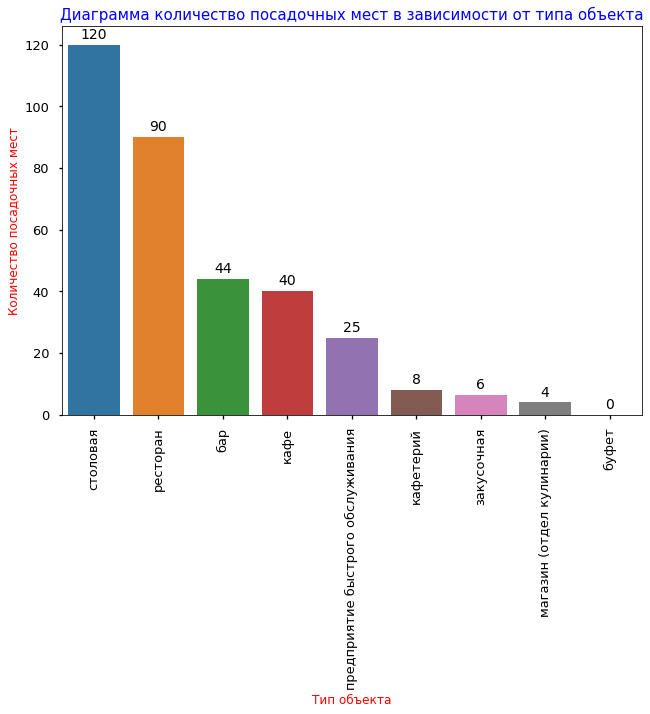 Диаграмма количество посадочных мест в зависимости от типа объекта
Количество посадочных мест
120
100
80
60
40
20
0
120
90
44
40
25
8
6
4
0
столовая
ресторан
бар
кафе
предприятие быстрого обслуживания
кафетерий
закусочная
магазин (отдел кулинарии)
буфет
Тип объекта